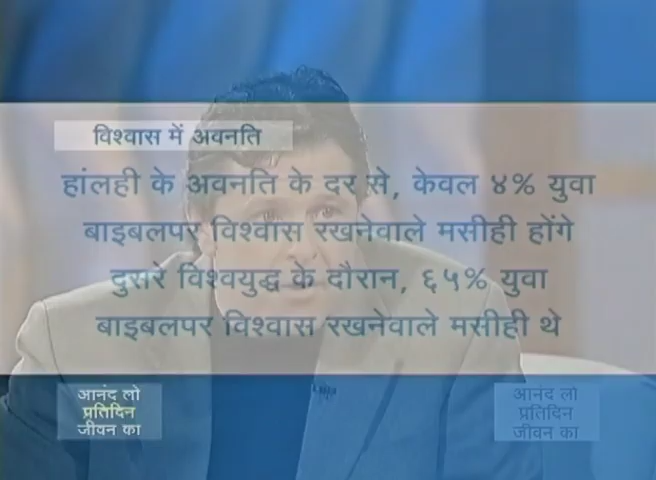 विश्वास में अवनति
हांलही के अवनति के दर से, केवल ४% युवा
बाइबलपर विश्वास रखनेवाले मसीही होंगे
दुसरे विश्वयुद्ध के दौरान, ६५% युवा
बाइबलपर विश्वास रखनेवाले मसीही थे
आनंद लो
प्रतिदिन
जीवन का
आनंद लो
प्रतिदिन
जीवन का